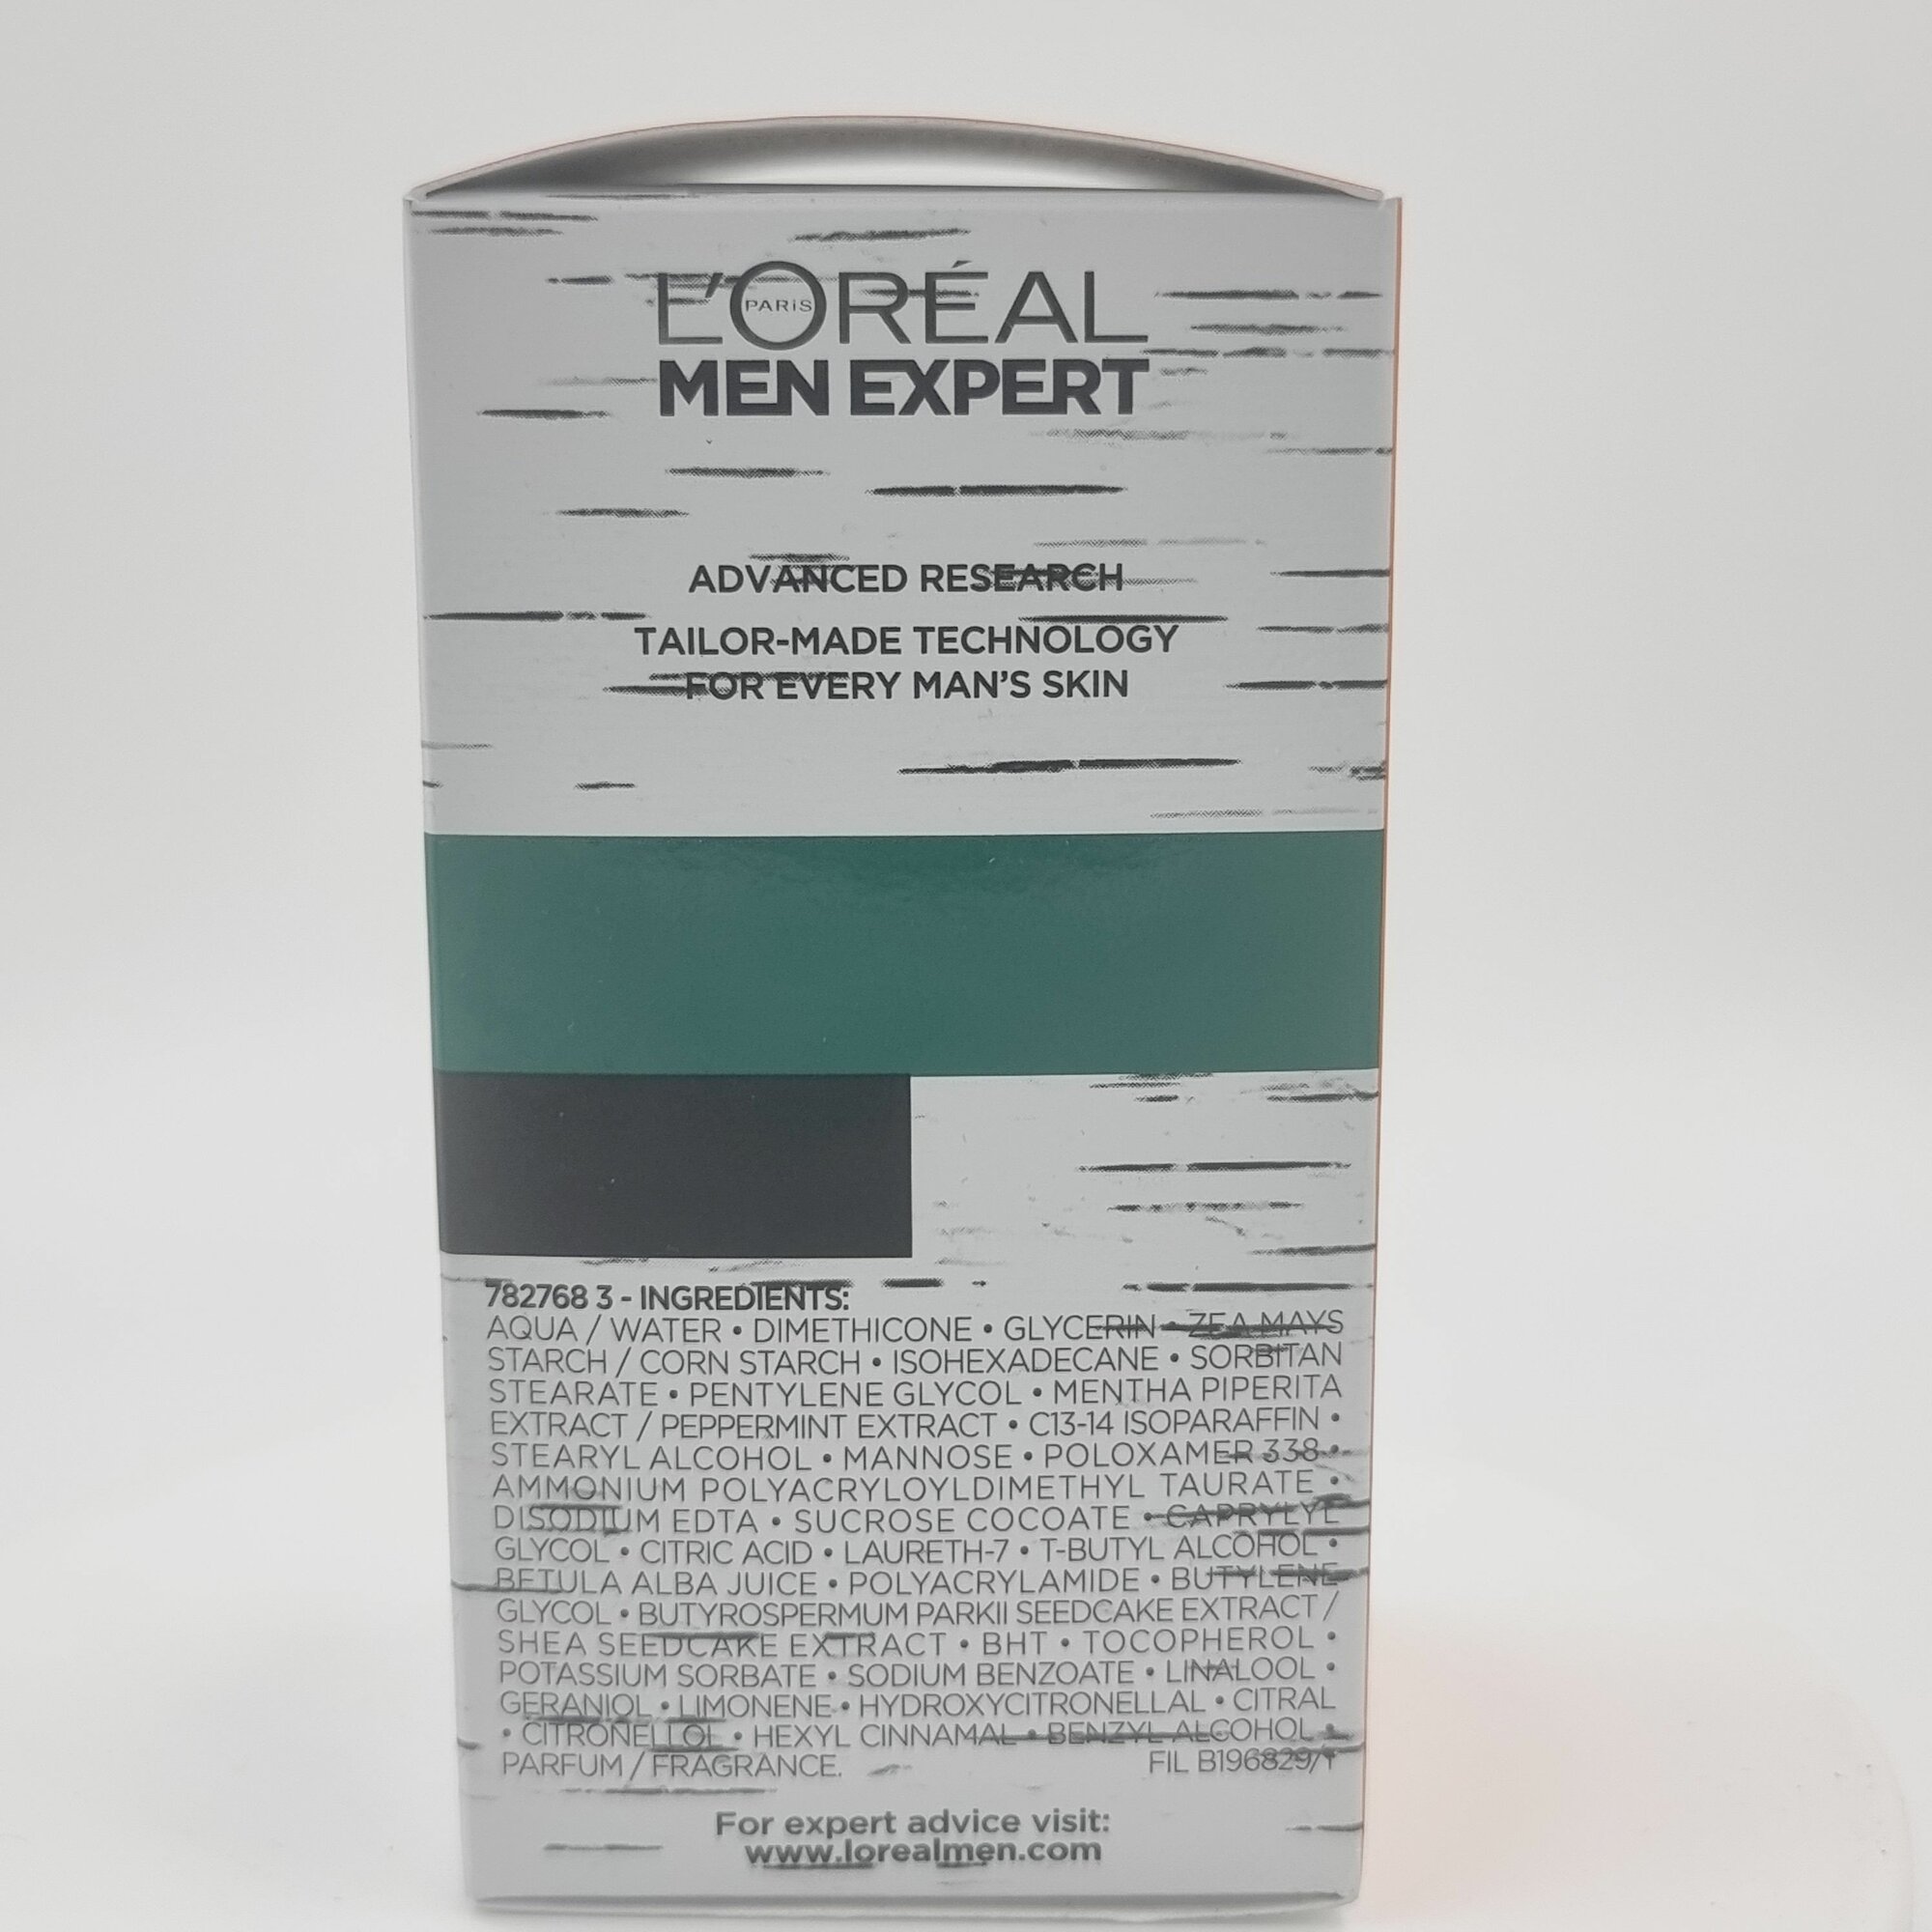 L'ORÉAL
PARIS
MEN EXPERT
ADVANCED RESEARCH
TAILOR-MADE TECHNOLOGY
FOR EVERY MAN'S SKIN
782768 3 - INGREDIENTS:
AQUA / WATER • DIMETHICONE • GLYCERIN • ZEA MAYS
STARCH / CORN STARCH • ISOHEXADECANE • SORBITAN
STEARATE • PENTYLENE GLYCOL • MENTHA PIPERITA
EXTRACT / PEPPERMINT EXTRACT • C13-14 ISOPARAFFIN •
STEARYL ALCOHOL • MANNOSE • POLOXAMER 338 •
AMMONIUM POLYACRYLOYLDIMETHYL TAURATE •
DISODIUM EDTA • SUCROSE COCOATE • CAPRYLYL
GLYCOL • CITRIC ACID • LAURETH-7 • T-BUTYL ALCOHOL •
BETULA ALBA JUICE • POLYACRYLAMIDE • BUTYLENE
GLYCOL • BUTYROSPERMUM PARKII SEEDCAKE EXTRACT /
SHEA SEEDCAKE EXTRACT • BHT • TOCOPHEROL •
POTASSIUM SORBATE • SODIUM BENZOATE • LINALOOL •
GERANIOL • LIMONENE • HYDROXYCITRONELLAL • CITRAL
• CITRONELLOL • HEXYL CINNAMAL • BENZYL ALCOHOL •
PARFUM / FRAGRANCE. FIL B196829/1
For expert advice visit:
www.lorealmen.com